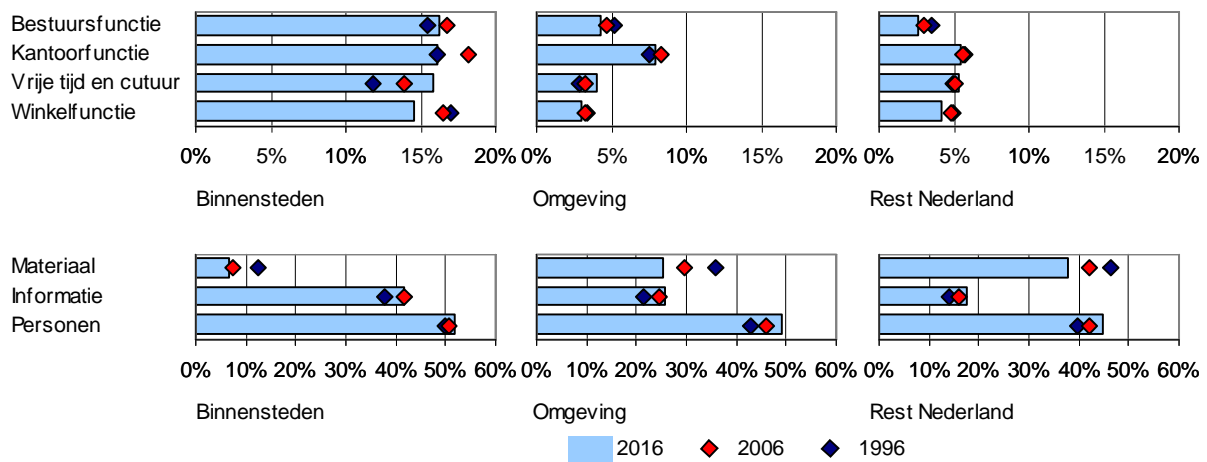 Bestuursfunctie
Kantoorfunctie
Vrije tijd en cutuur
Winkelfunctie
0% 5% 10% 15% 20% 0% 5% 10% 15% 20% 0% 5% 10% 15% 20%
Binnensteden Omgeving Rest Nederland
Materiaal
Informatie
Personen
0% 10% 20% 30% 40% 50% 60% 0% 10% 20% 30% 40% 50% 60% 0% 10% 20% 30% 40% 50% 60%
Binnensteden Omgeving Rest Nederland
2016 2006 1996